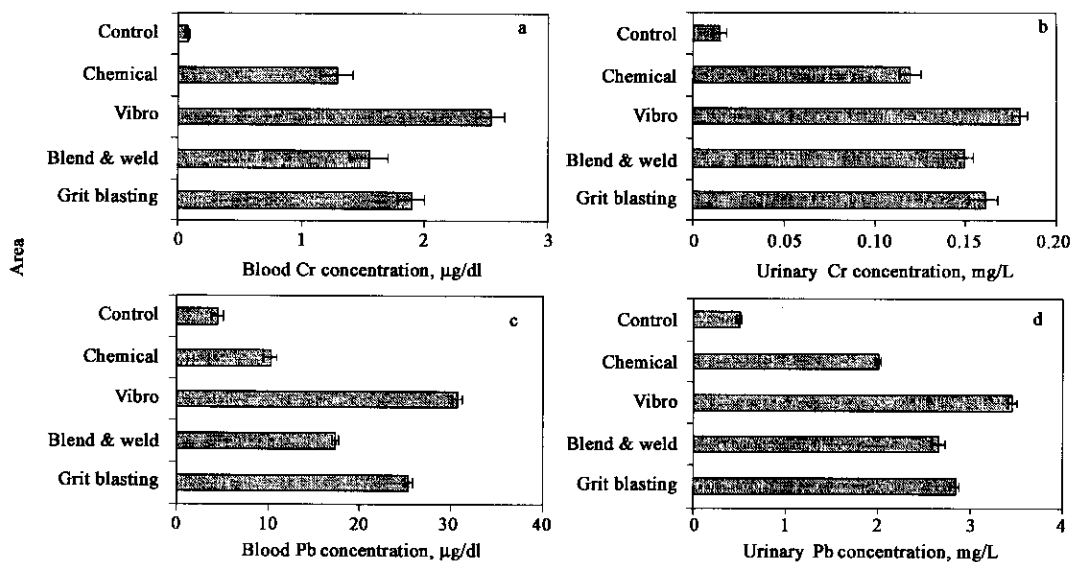 a
Control
Chemical
Vibro
Blend & weld
Grit blasting
0 1 2 3
Blood Cr concentration, µg/dl
b
Control
Chemical
Vibro
Blend & weld
Grit blasting
0 0.05 0.10 0.15 0.20
Urinary Cr concentration, mg/L
Area
c
Control
Chemical
Vibro
Blend & weld
Grit blasting
0 10 20 30 40
Blood Pb concentration, µg/dl
d
Control
Chemical
Vibro
Blend & weld
Grit blasting
0 1 2 3 4
Urinary Pb concentration, mg/L